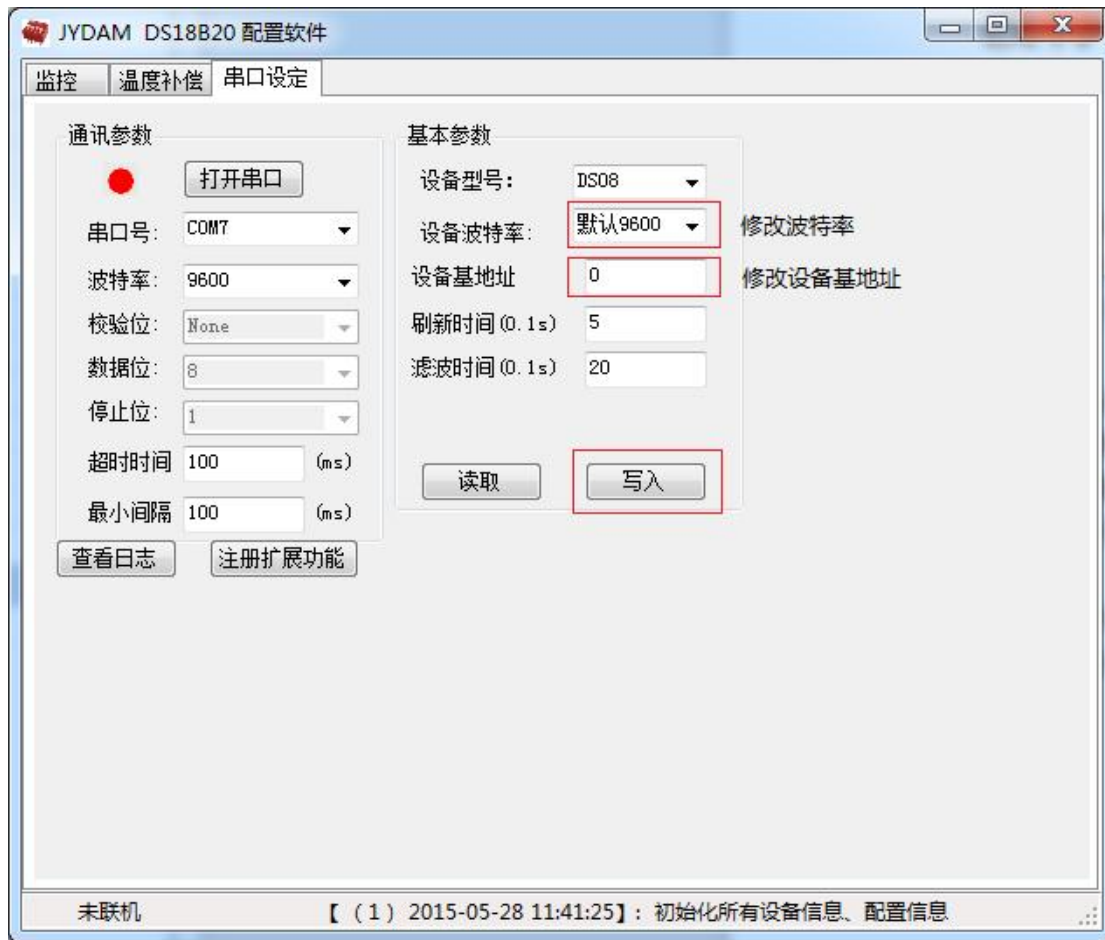 JYDAM DS18B20 配置软件
监控 温度补偿 串口设定
通讯参数
打开串口
串口号: COM7
波特率: 9600
校验位: None
数据位: 8
停止位: 1
超时时间 100 (ms)
最小间隔 100 (ms)
查看日志 注册扩展功能
基本参数
设备型号: DS08
设备波特率: 默认9600 修改波特率
设备基地址 0 修改设备基地址
刷新时间(0.1s) 5
滤波时间(0.1s) 20
读取 写入
未联机 【 (1) 2015-05-28 11:41:25】: 初始化所有设备信息、配置信息